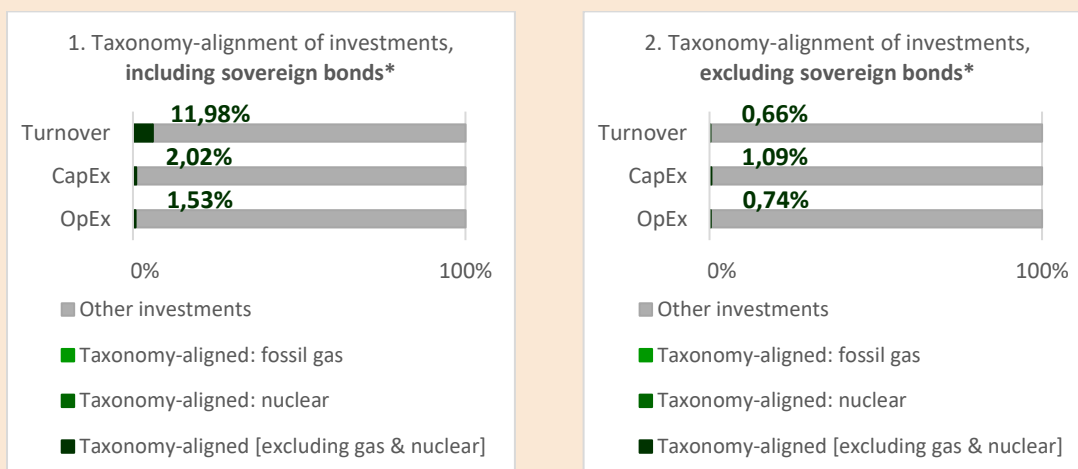 1. Taxonomy-alignment of investments,
including sovereign bonds*
11,98%
Turnover
2,02%
CapEx
1,53%
OpEx
0%
100%
Other investments
Taxonomy-aligned: fossil gas
Taxonomy-aligned: nuclear
Taxonomy-aligned [excluding gas & nuclear]
2. Taxonomy-alignment of investments,
excluding sovereign bonds*
0,66%
Turnover
1,09%
CapEx
0,74%
OpEx
0%
100%
Other investments
Taxonomy-aligned: fossil gas
Taxonomy-aligned: nuclear
Taxonomy-aligned [excluding gas & nuclear]